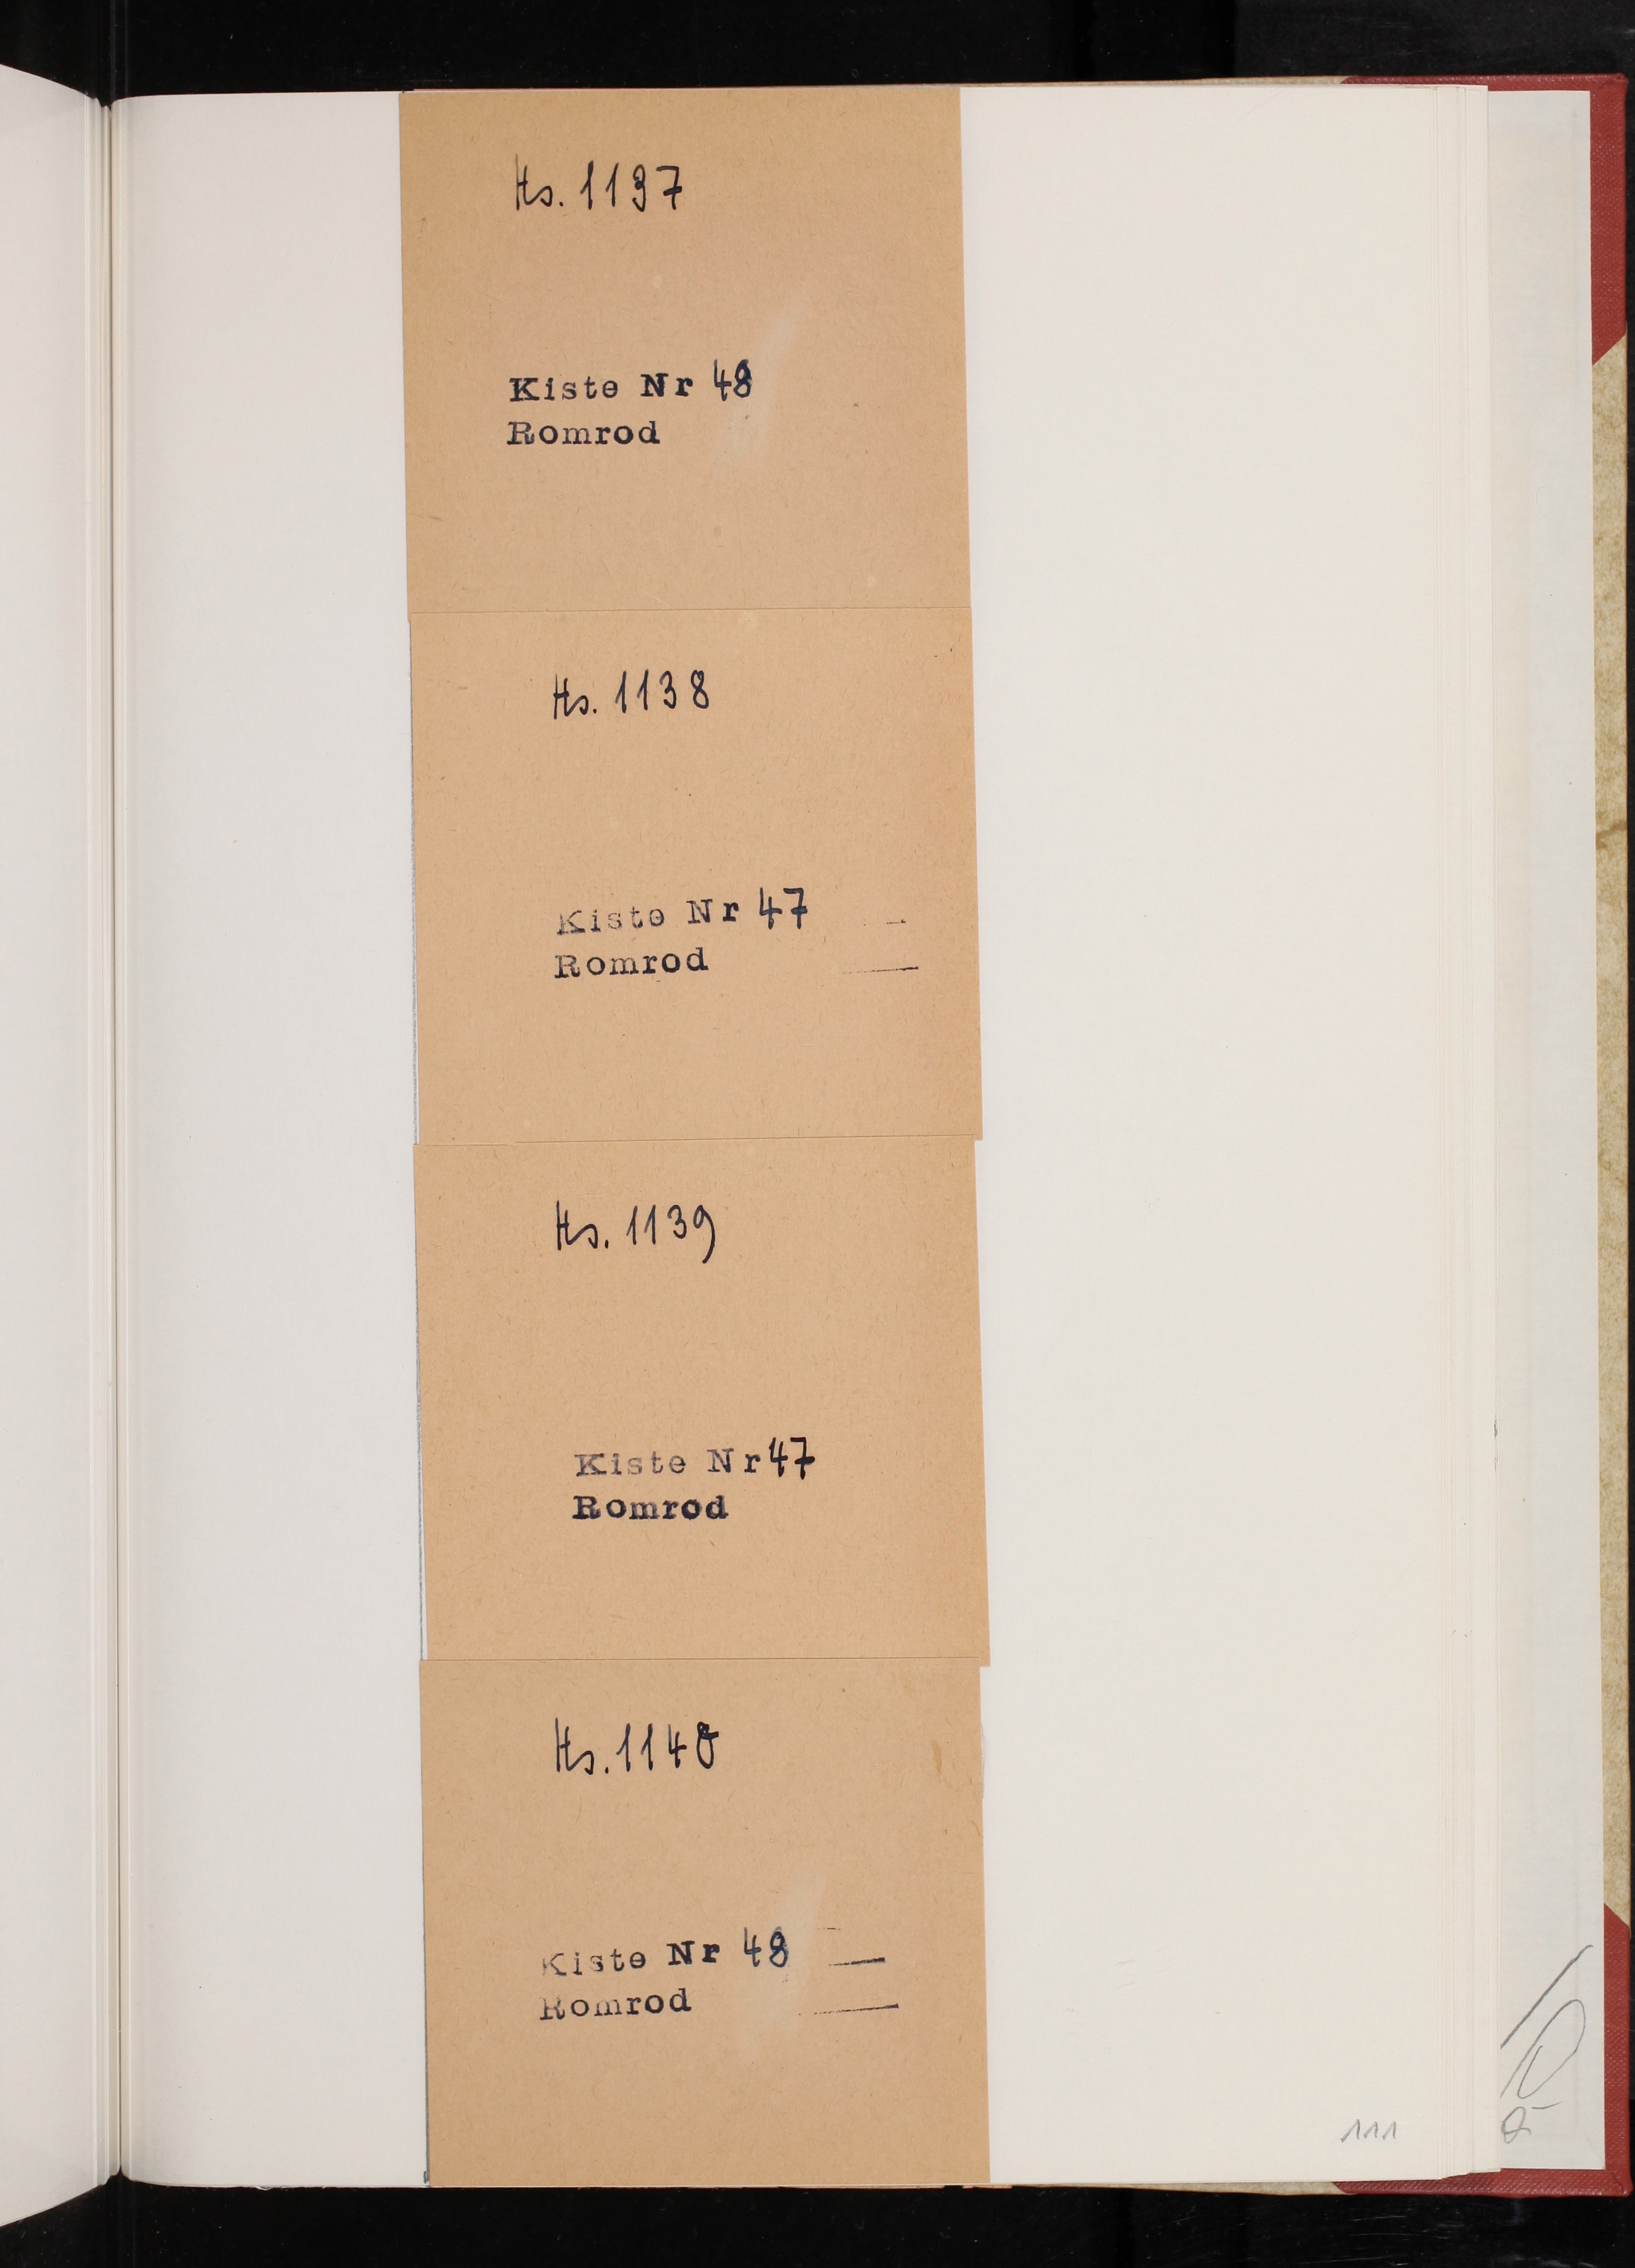 Hs. 1137
Kiste Nr 48
Romrod
Hs. 1138
Kiste Nr 47
Romrod
Hs. 1139
Kiste Nr 47
Romrod
Hs. 1140
Kiste Nr 48
Romrod
111